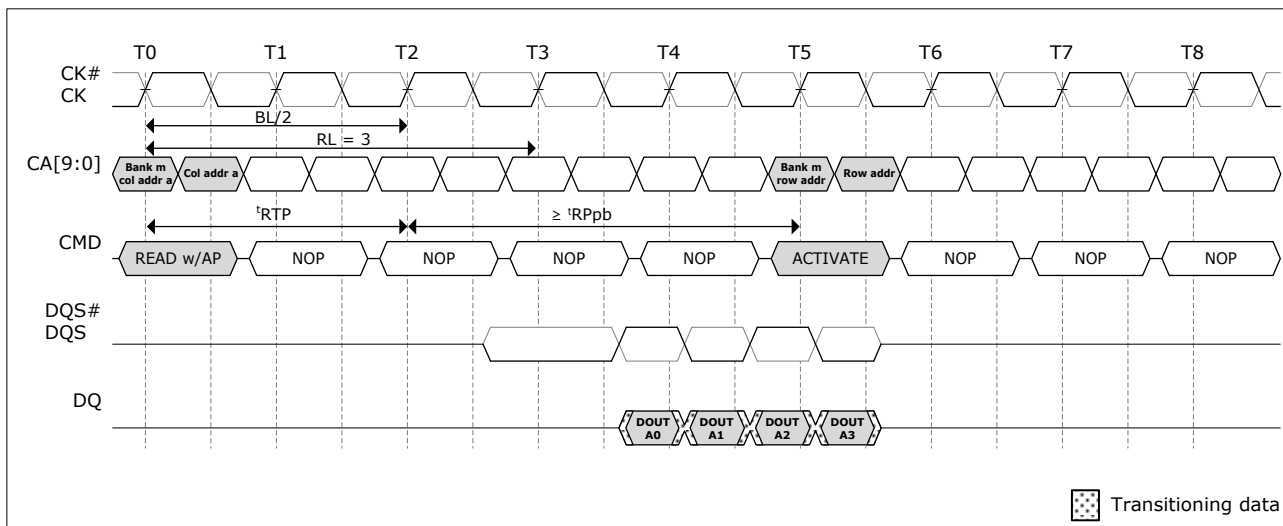 T0 T1 T2 T3 T4 T5 T6 T7 T8
CK#
CK
BL/2
RL = 3
CA[9:0]
Bank m
col addr a
Col addr a
Bank m
row addr
Row addr
tRTP
≥ tRPpb
CMD
READ w/AP NOP NOP NOP NOP ACTIVATE NOP NOP NOP
DQS#
DQS
DQ
DOUT
A0
DOUT
A1
DOUT
A2
DOUT
A3
Transitioning data